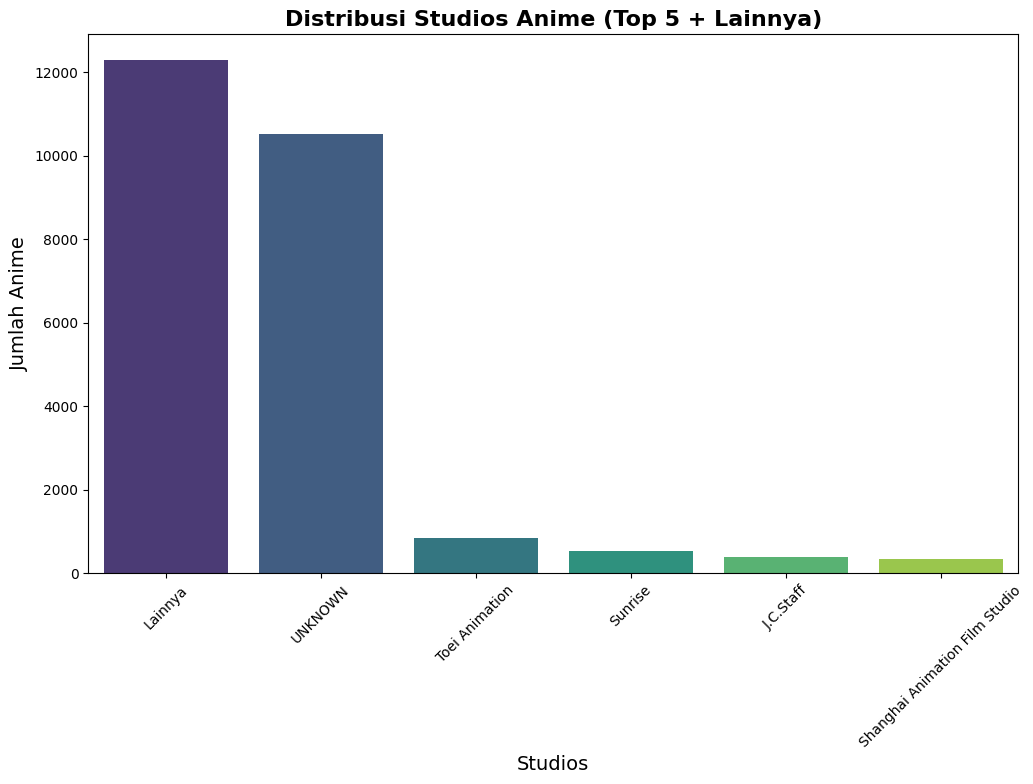 Distribusi Studios Anime (Top 5 + Lainnya)
Jumlah Anime
12000
10000
8000
6000
4000
2000
0
Lainnya
UNKNOWN
Toei Animation
Sunrise
J.C.Staff
Shanghai Animation Film Studio
Studios